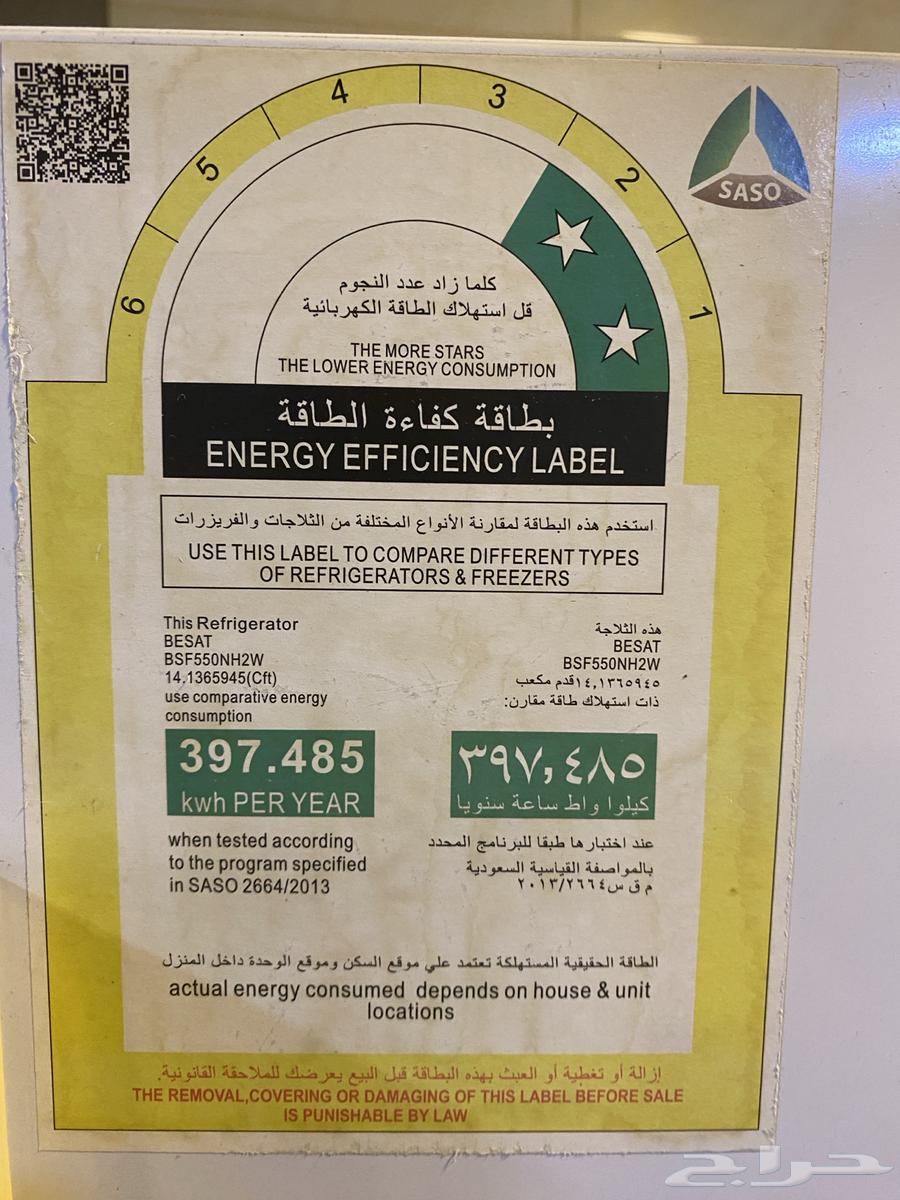 4
3
5
2
6
1
SASO
كلما زاد عدد النجوم
قل استهلاك الطاقة الكهربائية
THE MORE STARS
THE LOWER ENERGY CONSUMPTION
بطاقة كفاءة الطاقة
ENERGY EFFICIENCY LABEL
استخدم هذه البطاقة لمقارنة الأنواع المختلفة من الثلاجات والفريزرات
USE THIS LABEL TO COMPARE DIFFERENT TYPES
OF REFRIGERATORS & FREEZERS
This Refrigerator
BESAT
BSF550NH2W
14.1365945(Cft)
use comparative energy
consumption
397.485
kwh PER YEAR
when tested according
to the program specified
in SASO 2664/2013
هذه الثلاجة
BESAT
BSF550NH2W
١٤,١٣٦٥٩٤٥قدم مكعب
ذات استهلاك طاقة مقارن:
٣٩٧,٤٨٥
كيلوا واط ساعة سنويا
عند اختبارها طبقا للبرنامج المحدد
بالمواصفة القياسية السعودية
م ق س٢٠١٣/٢٦٦٤
الطاقة الحقيقية المستهلكة تعتمد علي موقع السكن وموقع الوحدة داخل المنزل
actual energy consumed depends on house & unit
locations
إزالة أو تغطية أو العبث بهذه البطاقة قبل البيع يعرضك للملاحقة القانونية.
THE REMOVAL,COVERING OR DAMAGING OF THIS LABEL BEFORE SALE
IS PUNISHABLE BY LAW
حراج